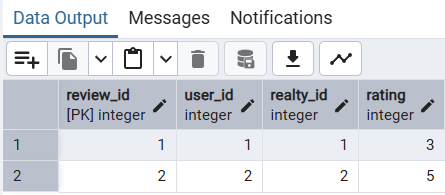 Data Output Messages Notifications
review_id user_id realty_id rating
[PK] integer integer integer integer
1 1 1 1 3
2 2 2 2 5